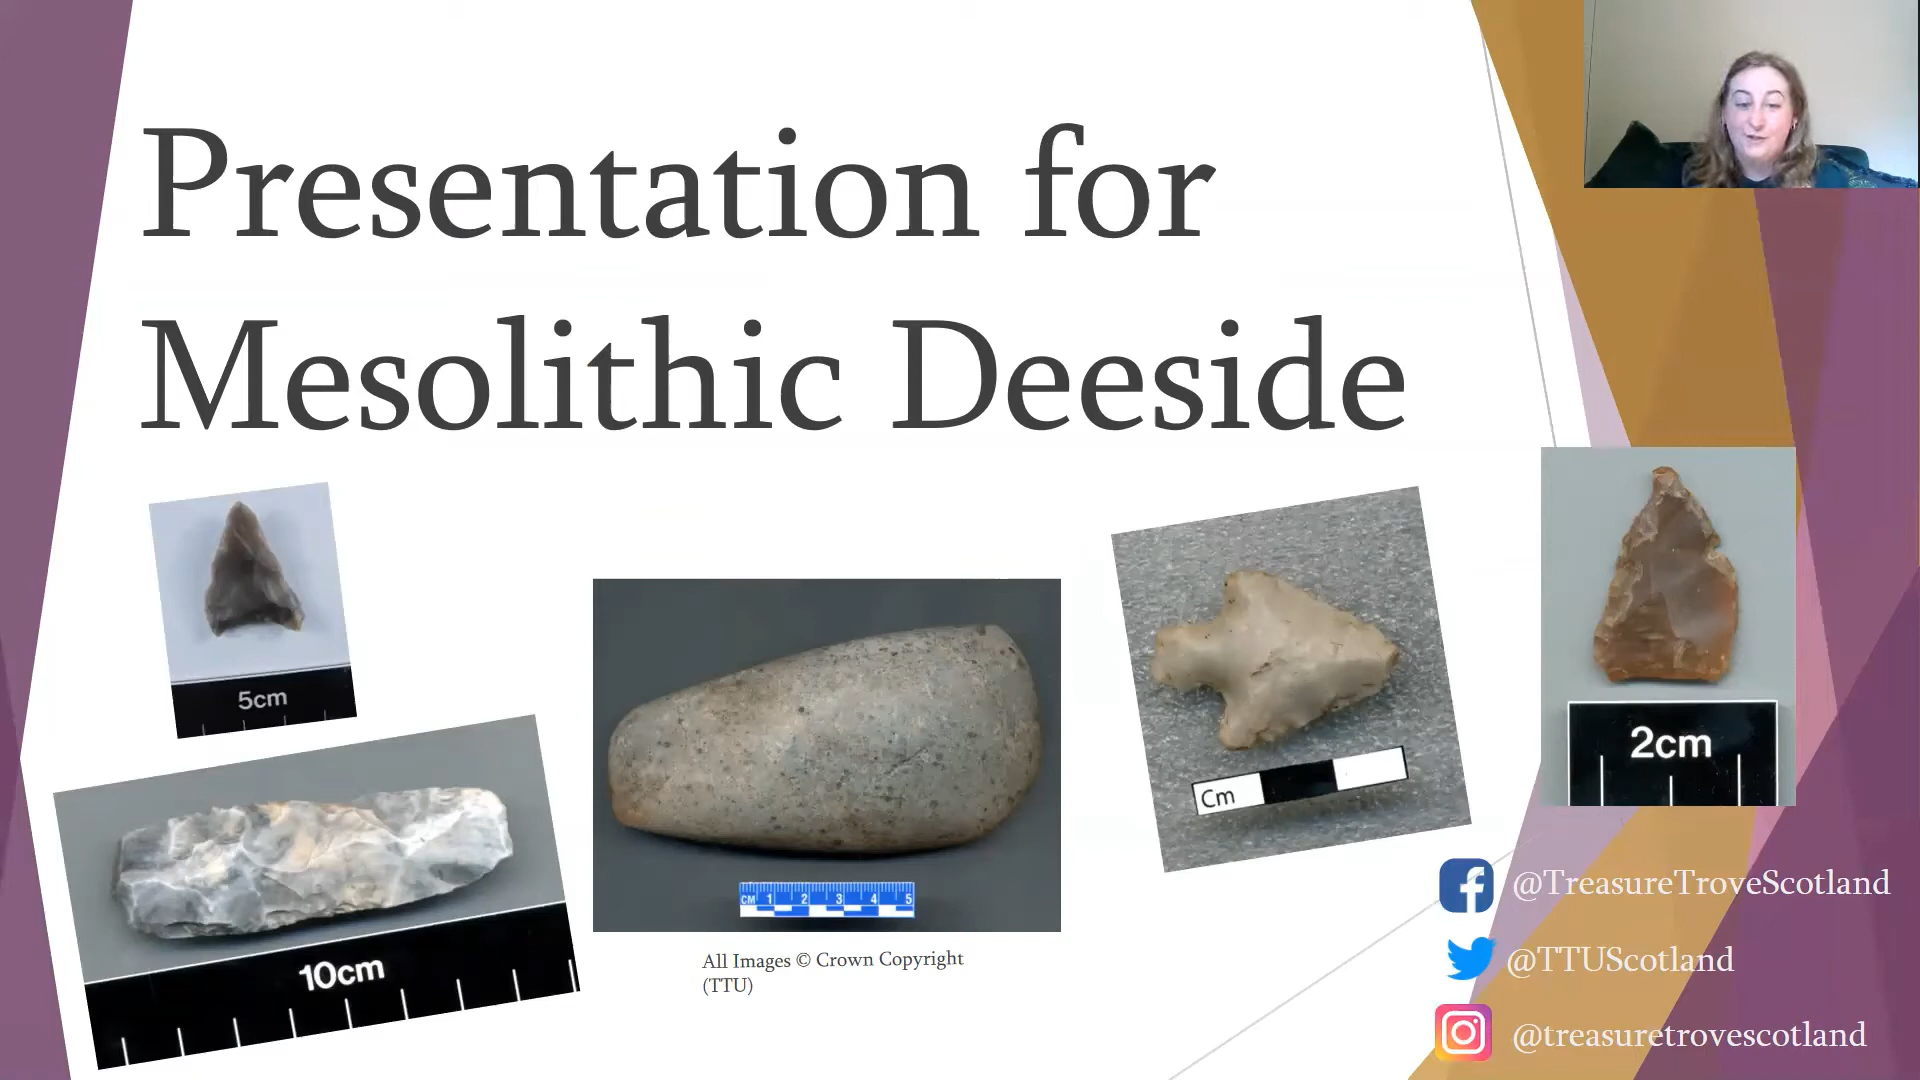 Presentation for
Mesolithic Deeside
5cm
10cm
CM 1 2 3 4 5
All Images © Crown Copyright
(TTU)
Cm
2cm
@TreasureTroveScotland
@TTUScotland
@treasuretrovescotland